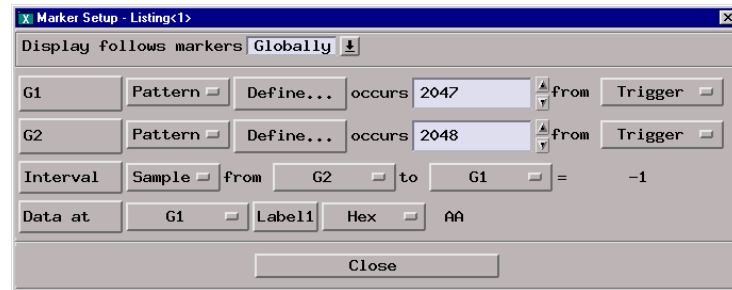 Marker Setup - Listing<1>
Display follows markers Globally
G1 Pattern Define... occurs 2047 from Trigger
G2 Pattern Define... occurs 2048 from Trigger
Interval Sample from G2 to G1 = -1
Data at G1 Label1 Hex AA
Close